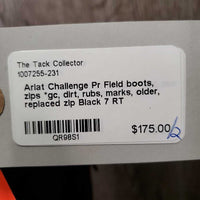 The Tack Collector
1007255-231
Ariat Challenge Pr Field boots,
zips *gc, dirt, rubs, marks, older,
replaced zip Black 7 RT
$175.00
QR98S1